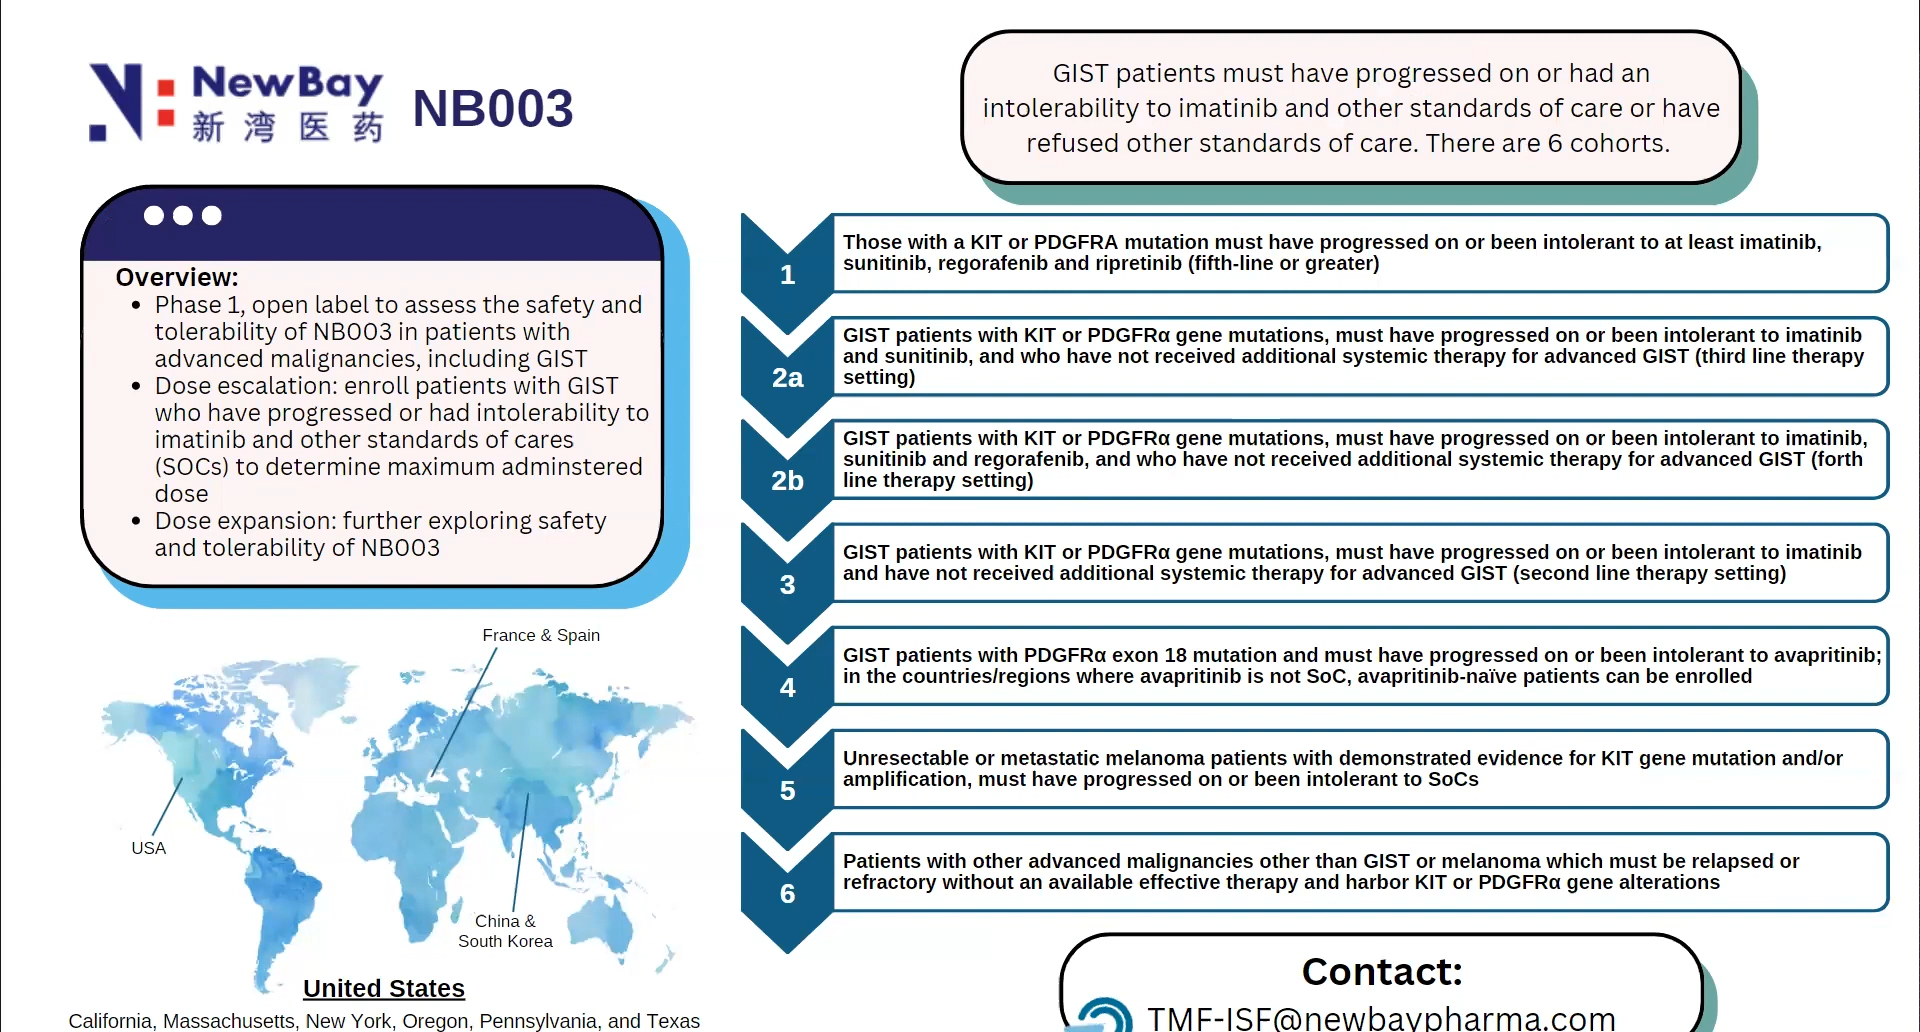 NewBay
新湾医药
NB003
GIST patients must have progressed on or had an
intolerability to imatinib and other standards of care or have
refused other standards of care. There are 6 cohorts.
Overview:
• Phase 1, open label to assess the safety and
tolerability of NB003 in patients with
advanced malignancies, including GIST
• Dose escalation: enroll patients with GIST
who have progressed or had intolerability to
imatinib and other standards of cares
(SOCs) to determine maximum adminstered
dose
• Dose expansion: further exploring safety
and tolerability of NB003
1
Those with a KIT or PDGFRA mutation must have progressed on or been intolerant to at least imatinib,
sunitinib, regorafenib and ripretinib (fifth-line or greater)
2a
GIST patients with KIT or PDGFRα gene mutations, must have progressed on or been intolerant to imatinib
and sunitinib, and who have not received additional systemic therapy for advanced GIST (third line therapy
setting)
2b
GIST patients with KIT or PDGFRα gene mutations, must have progressed on or been intolerant to imatinib,
sunitinib and regorafenib, and who have not received additional systemic therapy for advanced GIST (forth
line therapy setting)
3
GIST patients with KIT or PDGFRα gene mutations, must have progressed on or been intolerant to imatinib
and have not received additional systemic therapy for advanced GIST (second line therapy setting)
4
GIST patients with PDGFRα exon 18 mutation and must have progressed on or been intolerant to avapritinib;
in the countries/regions where avapritinib is not SoC, avapritinib-naïve patients can be enrolled
5
Unresectable or metastatic melanoma patients with demonstrated evidence for KIT gene mutation and/or
amplification, must have progressed on or been intolerant to SoCs
6
Patients with other advanced malignancies other than GIST or melanoma which must be relapsed or
refractory without an available effective therapy and harbor KIT or PDGFRα gene alterations
France & Spain
USA
China &
South Korea
United States
California, Massachusetts, New York, Oregon, Pennsylvania, and Texas
Contact:
TMF-ISF@newbaypharma.com